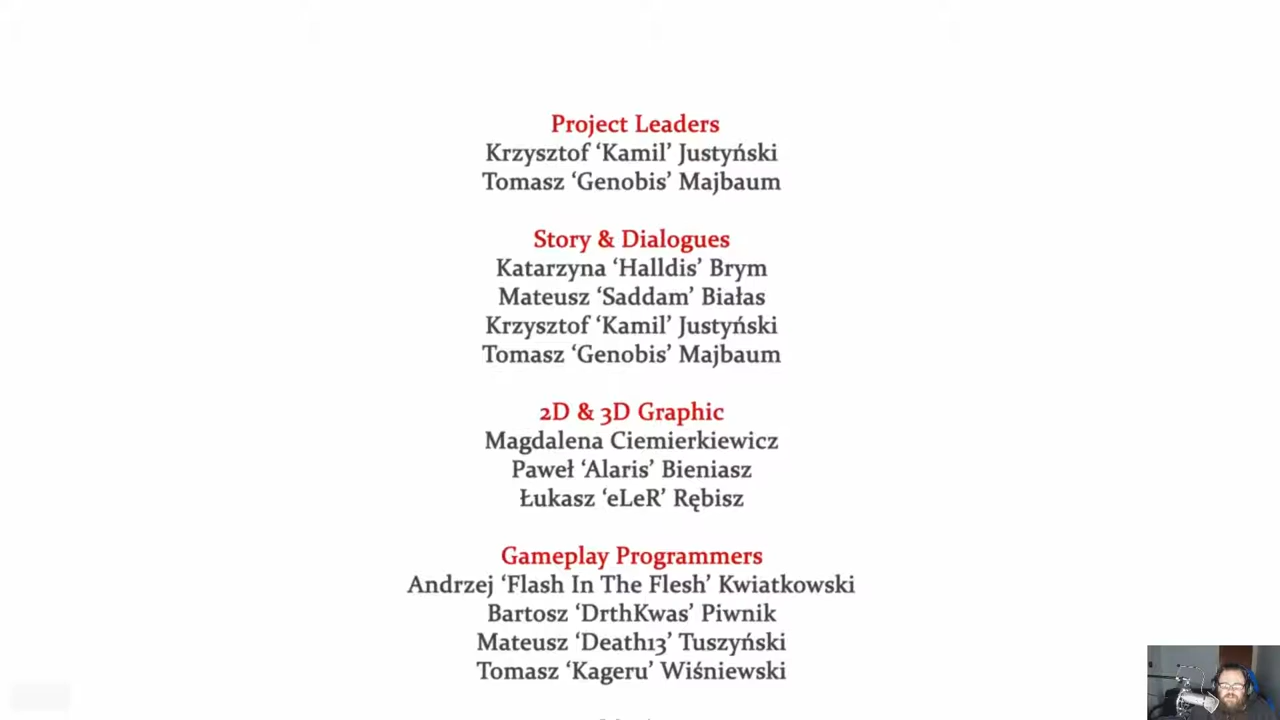 Project Leaders
Krzysztof ‘Kamil’ Justyński
Tomasz ‘Genobis’ Majbaum
Story & Dialogues
Katarzyna ‘Halldis’ Brym
Mateusz ‘Saddam’ Białas
Krzysztof ‘Kamil’ Justyński
Tomasz ‘Genobis’ Majbaum
2D & 3D Graphic
Magdalena Ciemierkiewicz
Paweł ‘Alaris’ Bieniasz
Łukasz ‘eLeR’ Rębisz
Gameplay Programmers
Andrzej ‘Flash In The Flesh’ Kwiatkowski
Bartosz ‘DrthKwas’ Piwnik
Mateusz ‘Death13’ Tuszyński
Tomasz ‘Kageru’ Wiśniewski